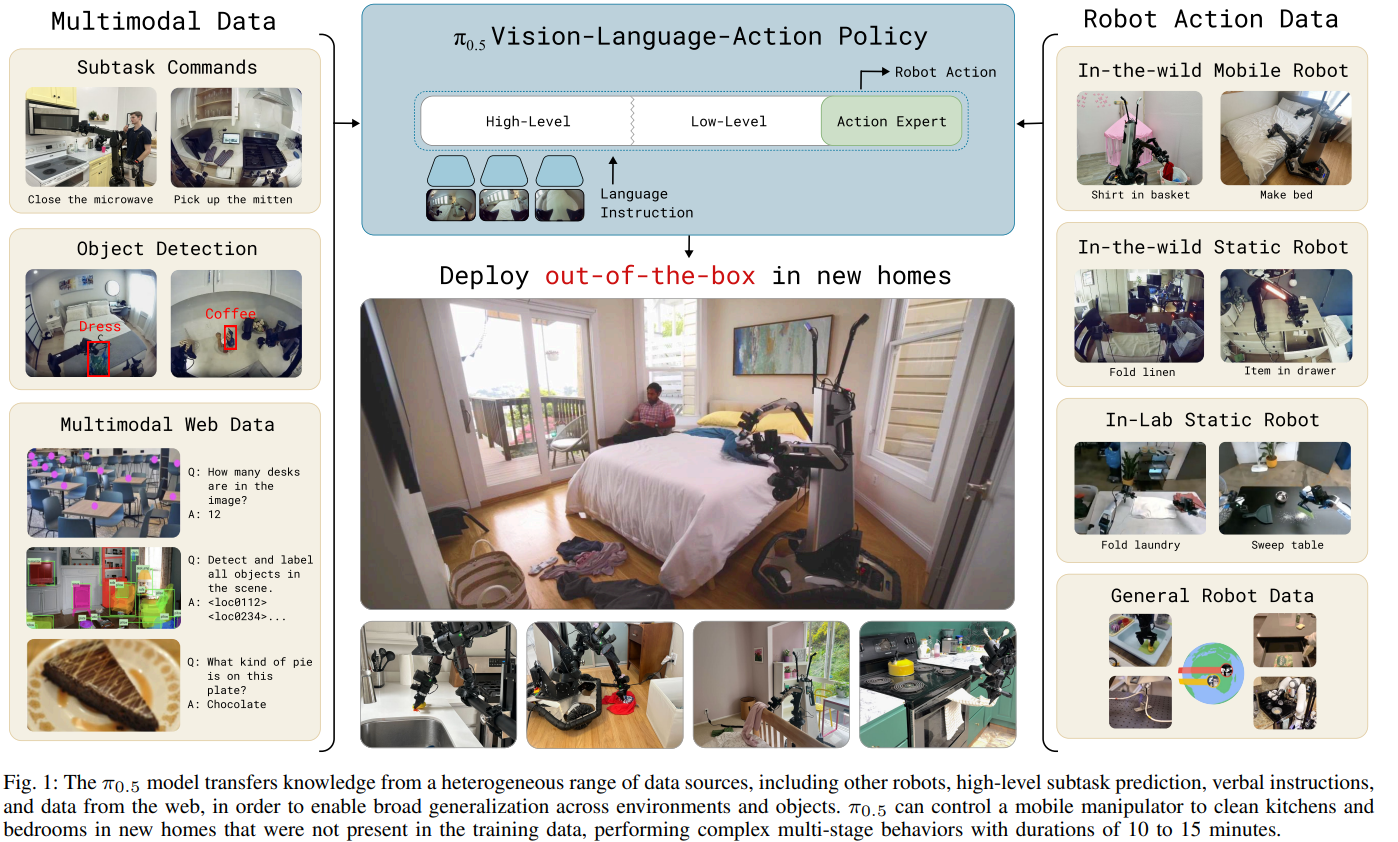 Multimodal Data
Subtask Commands
Close the microwave
Pick up the mitten
Object Detection
Dress
Coffee
Multimodal Web Data
Q: How many desks
are in the
image?
A: 12
Q: Detect and label
all objects in
the scene.
A: <loc0112>
<loc0234>...
Q: What kind of pie
is on this
plate?
A: Chocolate
π0.5 Vision-Language-Action Policy
Robot Action
High-Level
Low-Level
Action Expert
Language
Instruction
Deploy out-of-the-box in new homes
Robot Action Data
In-the-wild Mobile Robot
Shirt in basket
Make bed
In-the-wild Static Robot
Fold linen
Item in drawer
In-Lab Static Robot
Fold laundry
Sweep table
General Robot Data
Fig. 1: The π0.5 model transfers knowledge from a heterogeneous range of data sources, including other robots, high-level subtask prediction, verbal instructions,
and data from the web, in order to enable broad generalization across environments and objects. π0.5 can control a mobile manipulator to clean kitchens and
bedrooms in new homes that were not present in the training data, performing complex multi-stage behaviors with durations of 10 to 15 minutes.